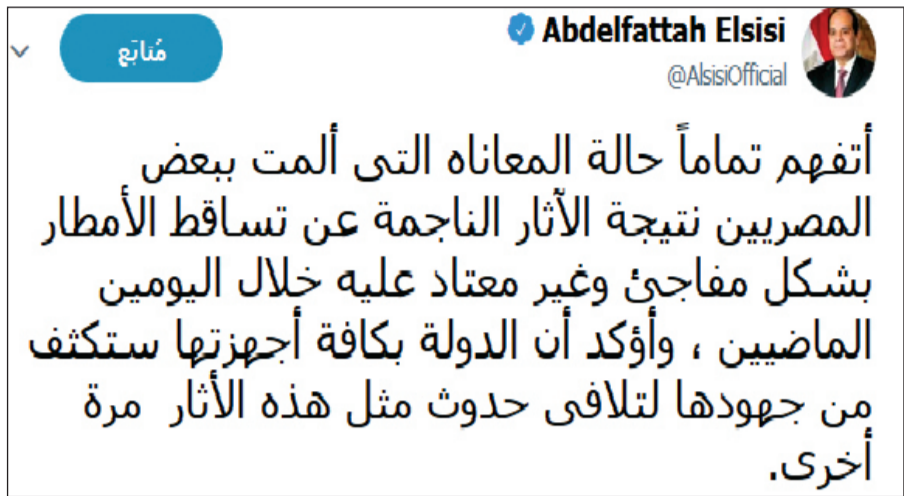 Abdelfattah Elsisi
@AlsisiOfficial
مُتابَع
أتفهم تماماً حالة المعاناه التى ألمت ببعض
المصريين نتيجة الآثار الناجمة عن تساقط الأمطار
بشكل مفاجئ وغير معتاد عليه خلال اليومين
الماضيين ، وأؤكد أن الدولة بكافة أجهزتها ستكثف
من جهودها لتلافى حدوث مثل هذه الأثار مرة
أخرى.